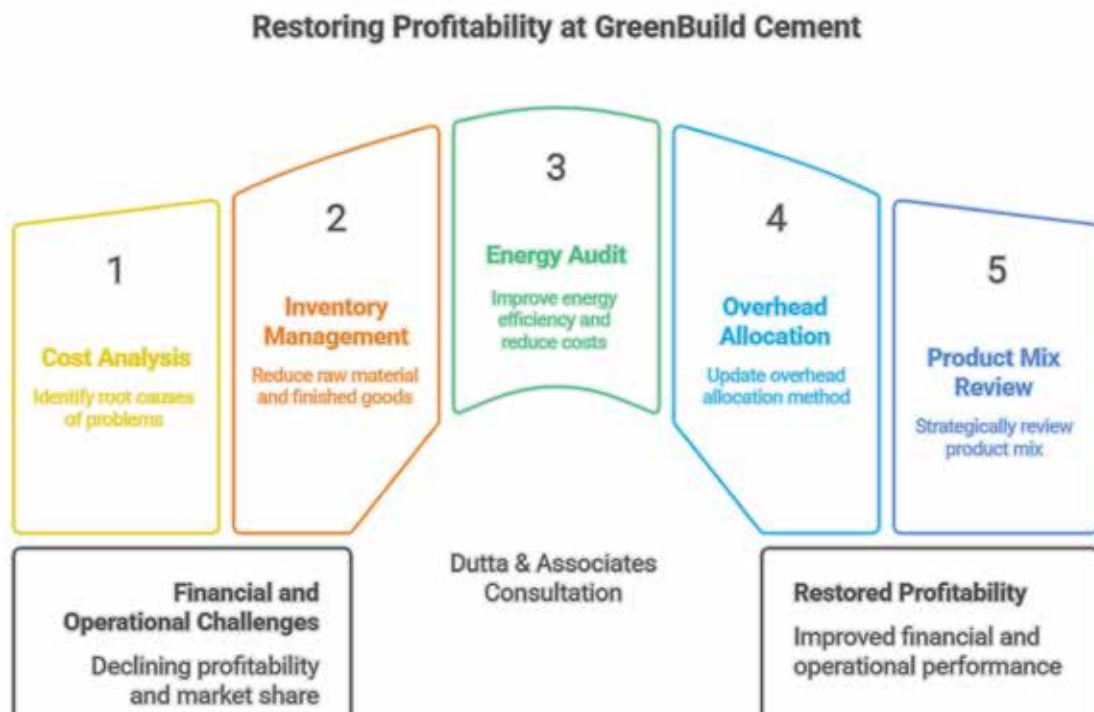 Restoring Profitability at GreenBuild Cement
1
Cost Analysis
Identify root causes
of problems
2
Inventory
Management
Reduce raw material
and finished goods
3
Energy Audit
Improve energy
efficiency and
reduce costs
4
Overhead
Allocation
Update overhead
allocation method
5
Product Mix
Review
Strategically review
product mix
Financial and
Operational Challenges
Declining profitability
and market share
Dutta & Associates
Consultation
Restored Profitability
Improved financial and
operational performance